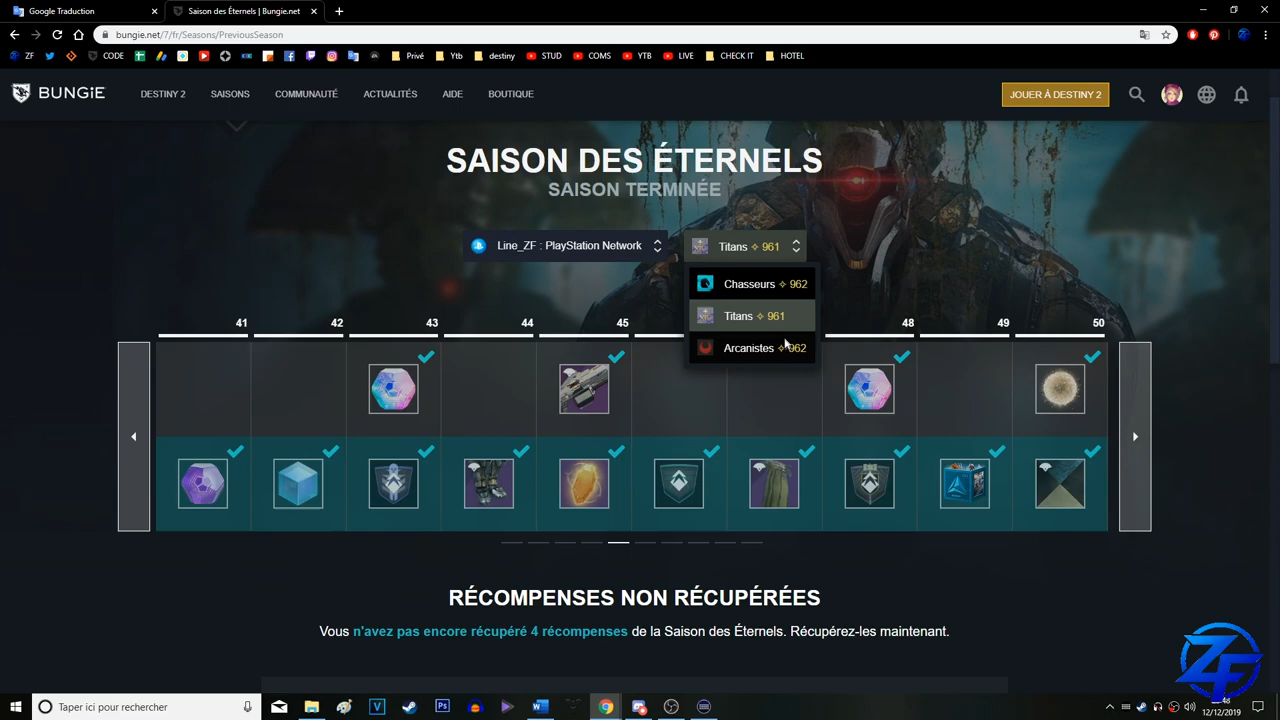 Google Traduction
Saison des Éternels | Bungie.net
bungie.net/7/fr/Seasons/PreviousSeason
ZF
CODE
Privé
Ytb
destiny
STUD
COMS
YTB
LIVE
CHECK IT
HOTEL
BUNGiE
DESTINY 2
SAISONS
COMMUNAUTÉ
ACTUALITÉS
AIDE
BOUTIQUE
JOUER À DESTINY 2
SAISON DES ÉTERNELS
SAISON TERMINÉE
Line_ZF : PlayStation Network
Titans 961
Chasseurs 962
Titans 961
Arcanistes 962
41 42 43 44 45 48 49 50
RÉCOMPENSES NON RÉCUPÉRÉES
Vous n'avez pas encore récupéré 4 récompenses de la Saison des Éternels. Récupérez-les maintenant.
ZF
Taper ici pour rechercher
12/12/2019